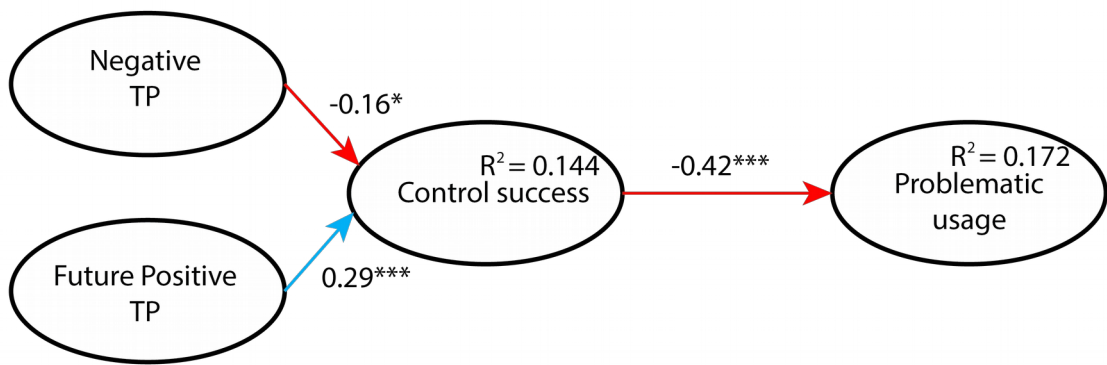 Negative
TP
-0.16*
R² = 0.144
Control success
-0.42***
R² = 0.172
Problematic
usage
Future Positive
TP
0.29***